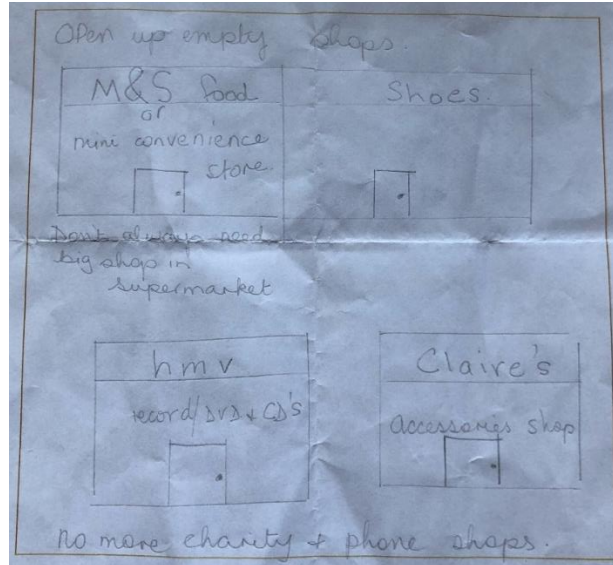 Open up empty shops.
M&S food
or
mini convenience
store.
Shoes.
Dont always need
big shop in
supermarket
hmv
record/DVD + CD's
Claire's
accessories shop
no more charity + phone shops.